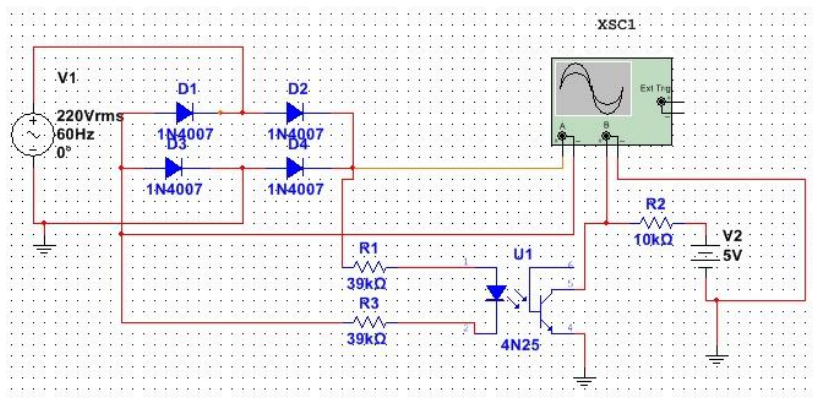 XSC1
V1
D1
D2
Ext Trig
220Vrms
60Hz
0°
1N4007
1N4007
A
B
D3
D4
1N4007
1N4007
R2
10kΩ
V2
5V
R1
39kΩ
U1
1
6
5
R3
39kΩ
2
4
4N25